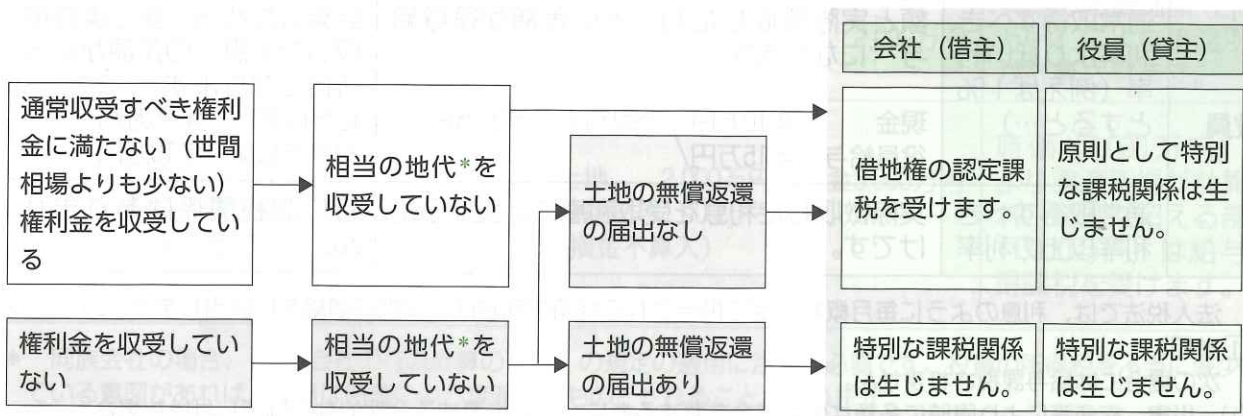 会社（借主）
役員（貸主）
通常収受すべき権利
金に満たない（世間
相場よりも少ない）
権利金を収受してい
る
相当の地代*を
収受していない
土地の無償返還
の届出なし
借地権の認定課
税を受けます。
原則として特別
な課税関係は生
じません。
権利金を収受してい
ない
相当の地代*を
収受していない
土地の無償返還
の届出あり
特別な課税関係
は生じません。
特別な課税関係
は生じません。